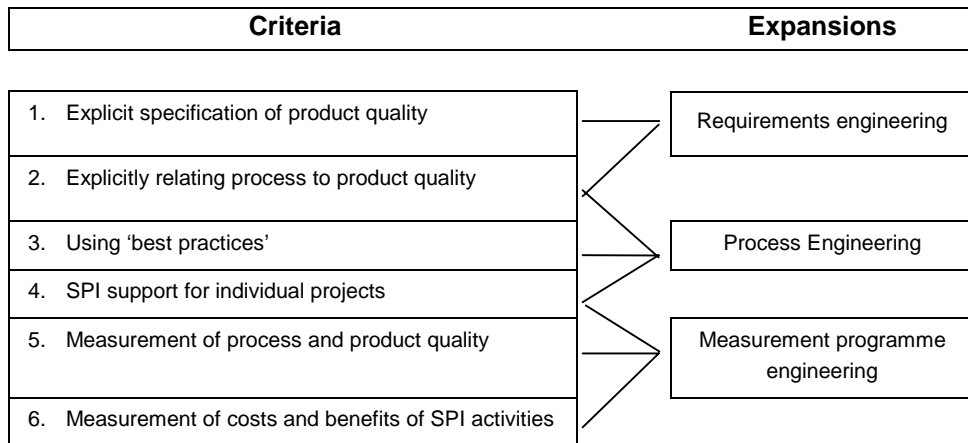 Criteria Expansions
1. Explicit specification of product quality
Requirements engineering
2. Explicitly relating process to product quality
3. Using ‘best practices’
Process Engineering
4. SPI support for individual projects
5. Measurement of process and product quality
Measurement programme
engineering
6. Measurement of costs and benefits of SPI activities